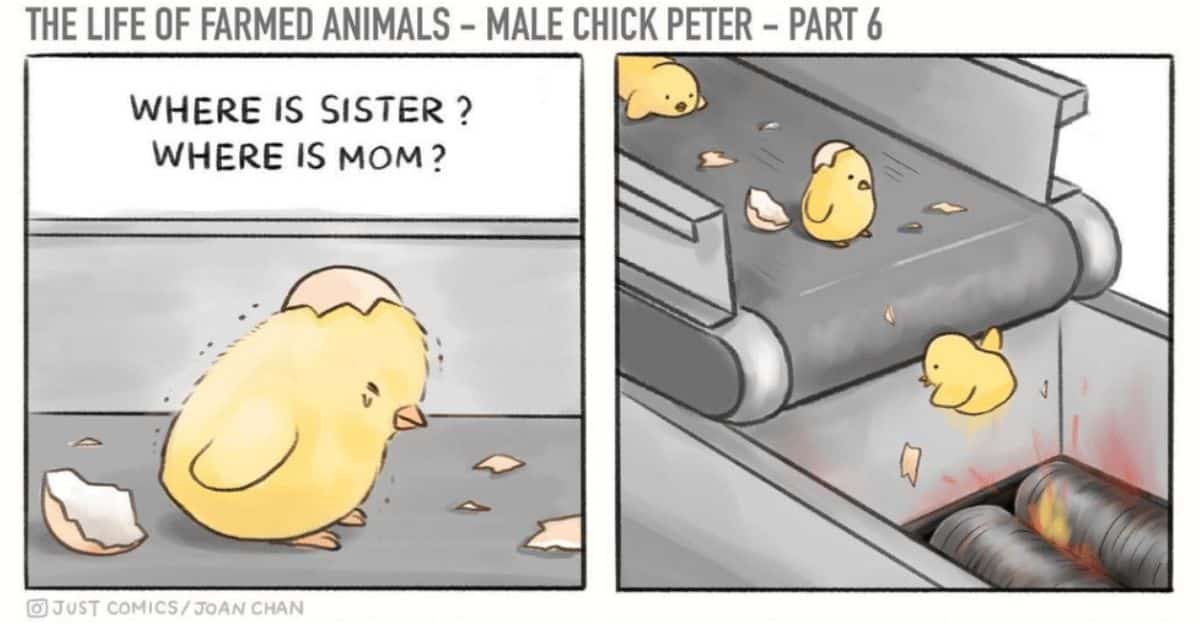 THE LIFE OF FARMED ANIMALS – MALE CHICK PETER – PART 6
WHERE IS SISTER ?
WHERE IS MOM ?
JUST COMICS/JOAN CHAN